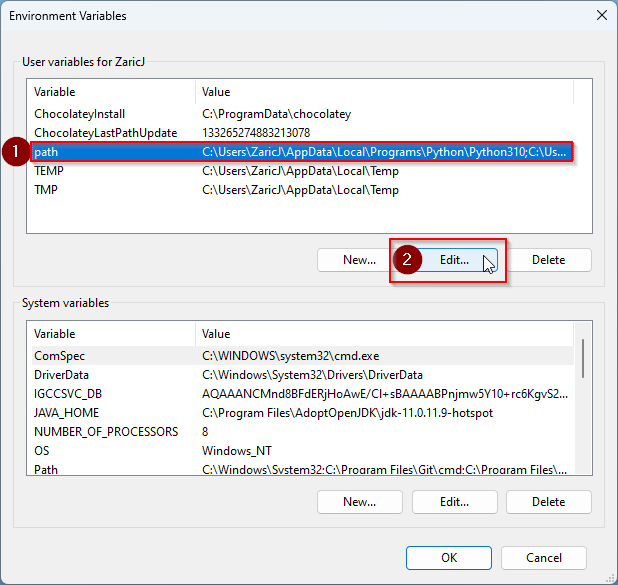 Environment Variables
User variables for ZaricJ
Variable Value
ChocolateyInstall C:\ProgramData\chocolatey
ChocolateyLastPathUpdate 133265274883213078
1 path C:\Users\ZaricJ\AppData\Local\Programs\Python\Python310;C:\Us...
TEMP C:\Users\ZaricJ\AppData\Local\Temp
TMP C:\Users\ZaricJ\AppData\Local\Temp
New... 2 Edit... Delete
System variables
Variable Value
ComSpec C:\WINDOWS\system32\cmd.exe
DriverData C:\Windows\System32\Drivers\DriverData
IGCCSVC_DB AQAAANCMnd8BFdERjHoAwE/Cl+sBAAAABPnjmw5Y10+rc6KgvS2...
JAVA_HOME C:\Program Files\AdoptOpenJDK\jdk-11.0.11.9-hotspot
NUMBER_OF_PROCESSORS 8
OS Windows_NT
Path C:\Windows\System32;C:\Program Files\Git\cmd;C:\Program Files\...
New... Edit... Delete
OK Cancel